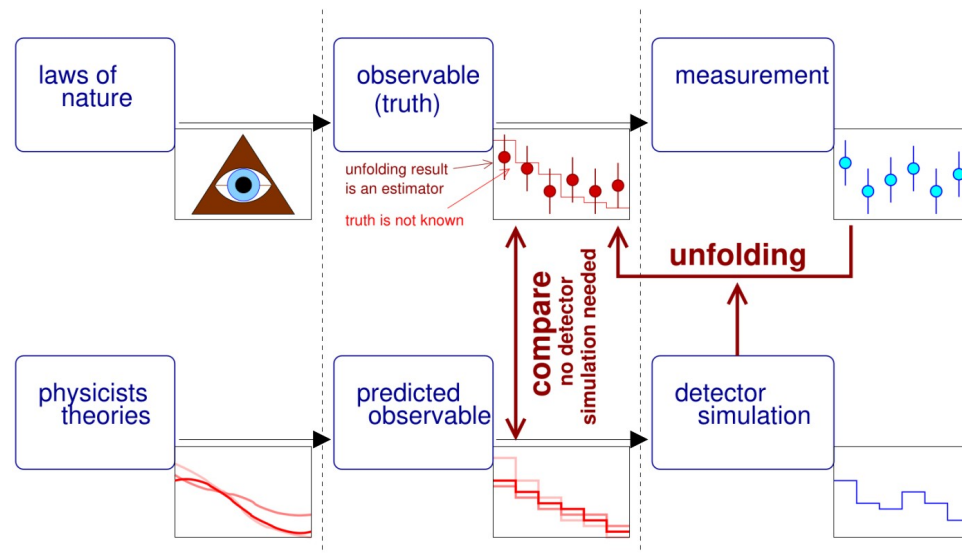 laws of
nature
observable
(truth)
measurement
unfolding result
is an estimator
truth is not known
unfolding
compare
no detector
simulation needed
physicists
theories
predicted
observable
detector
simulation